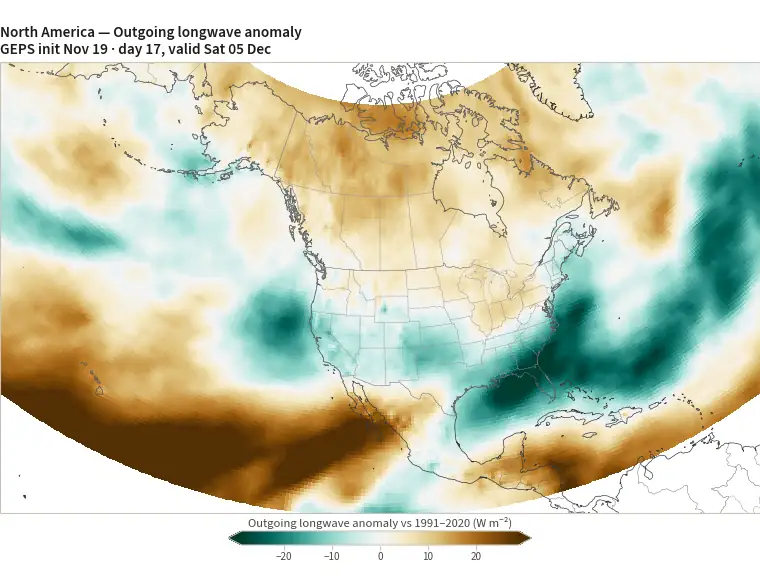 North America — Outgoing longwave anomaly
GEPS init Nov 19 · day 17, valid Sat 05 Dec
Outgoing longwave anomaly vs 1991–2020 (W m⁻²)
−20 −10 0 10 20